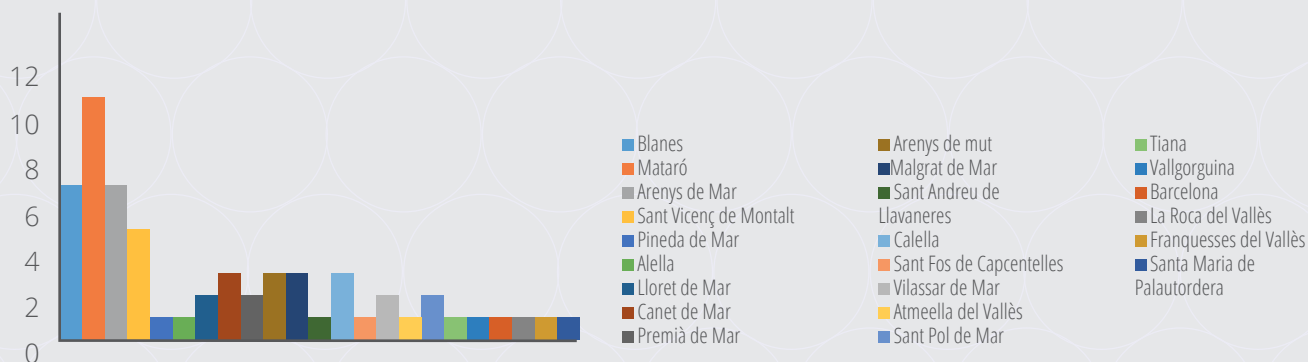 12
10
8
6
4
2
0
Blanes
Mataró
Arenys de Mar
Sant Vicenç de Montalt
Pineda de Mar
Alella
Lloret de Mar
Canet de Mar
Premià de Mar
Arenys de mut
Malgrat de Mar
Sant Andreu de
Llavaneres
Calella
Sant Fos de Capcentelles
Vilassar de Mar
Atmeella del Vallès
Sant Pol de Mar
Tiana
Vallgorguina
Barcelona
La Roca del Vallès
Franquesses del Vallès
Santa Maria de
Palautordera